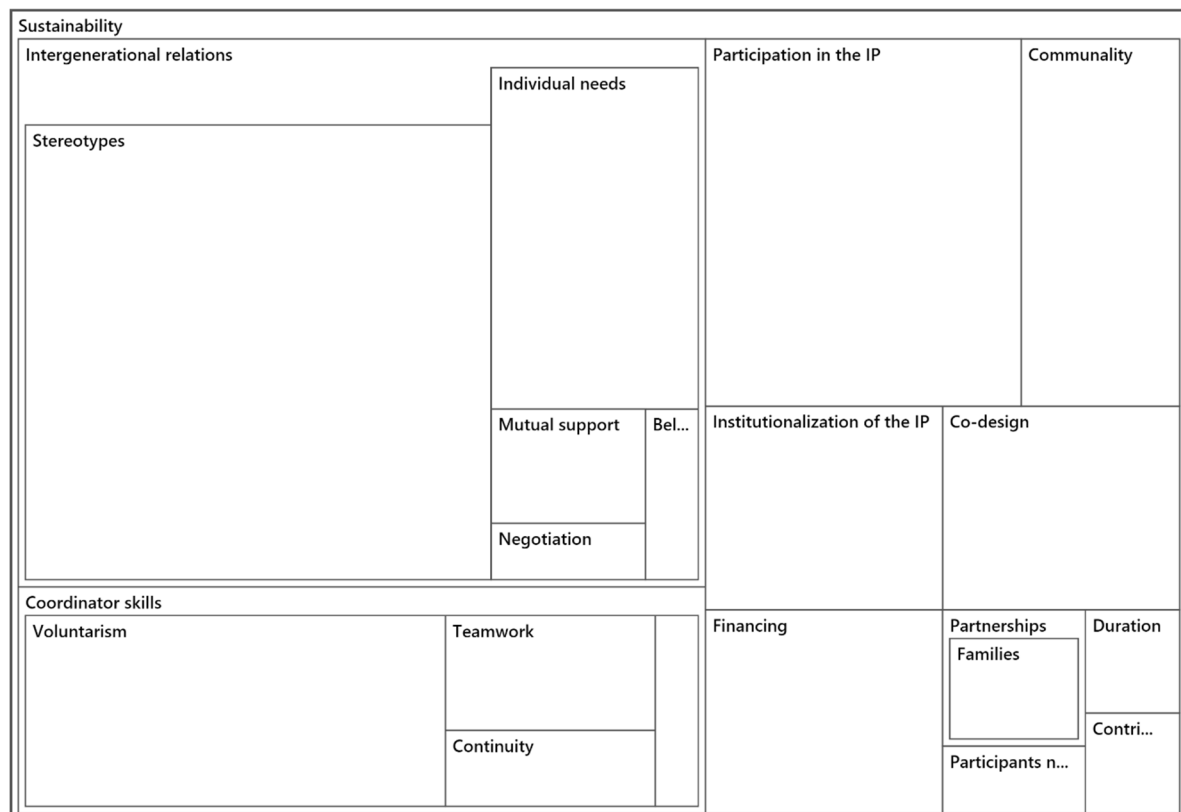 Sustainability
Intergenerational relations
Stereotypes
Individual needs
Mutual support
Bel...
Negotiation
Coordinator skills
Voluntarism
Teamwork
Continuity
Participation in the IP
Communality
Institutionalization of the IP
Co-design
Financing
Partnerships
Families
Participants n...
Duration
Contri...